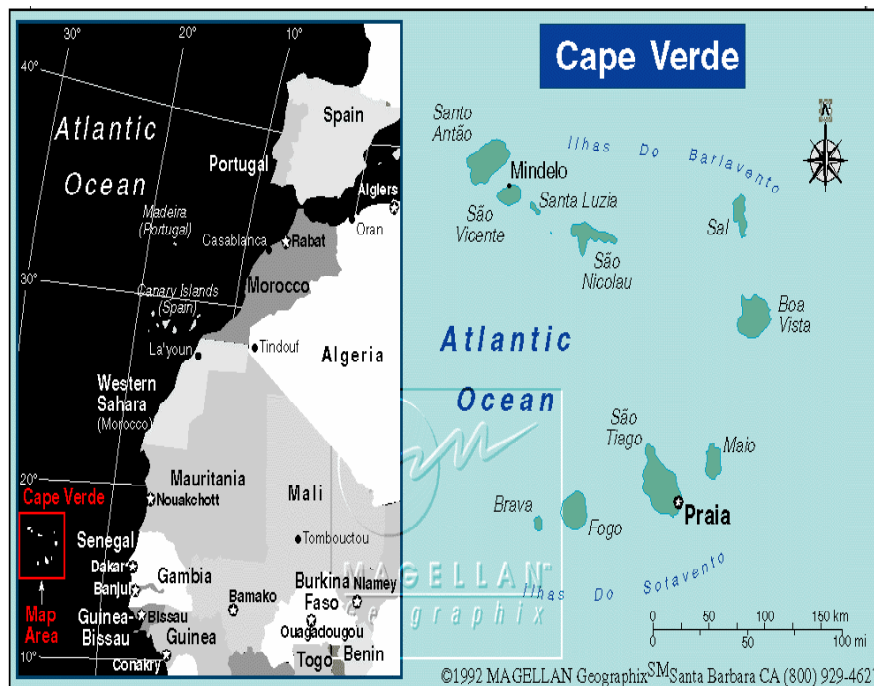 30°
20°
10°
40°
Atlantic
Ocean
Spain
Portugal
Algiers
Madeira
(Portugal)
Oran
Casablanca
Rabat
30°
Morocco
Canary Islands
(Spain)
La'youn
Tindouf
Algeria
Western
Sahara
(Morocco)
20°
Mauritania
Nouakchott
Mali
Cape Verde
Senegal
Tombouctou
Dakar
Gambia
Banjul
Bamako
Burkina
Faso
NIamey
Map
Area
Guinea-
Bissau
Bissau
Guinea
Ouagadougou
Conakry
Togo
Benin
10°
Cape Verde
N
Santo
Antão
Ilhas Do Barlavento
Mindelo
São
Vicente
Santa Luzia
São
Nicolau
Sal
Boa
Vista
Atlantic
Ocean
São
Tiago
Maio
Brava
Fogo
Praia
Ilhas Do Sotavento
MAGELLAN
Geographix
0 50 100 150 km
0 50 100 mi
©1992 MAGELLAN GeographixSM Santa Barbara CA (800) 929-462